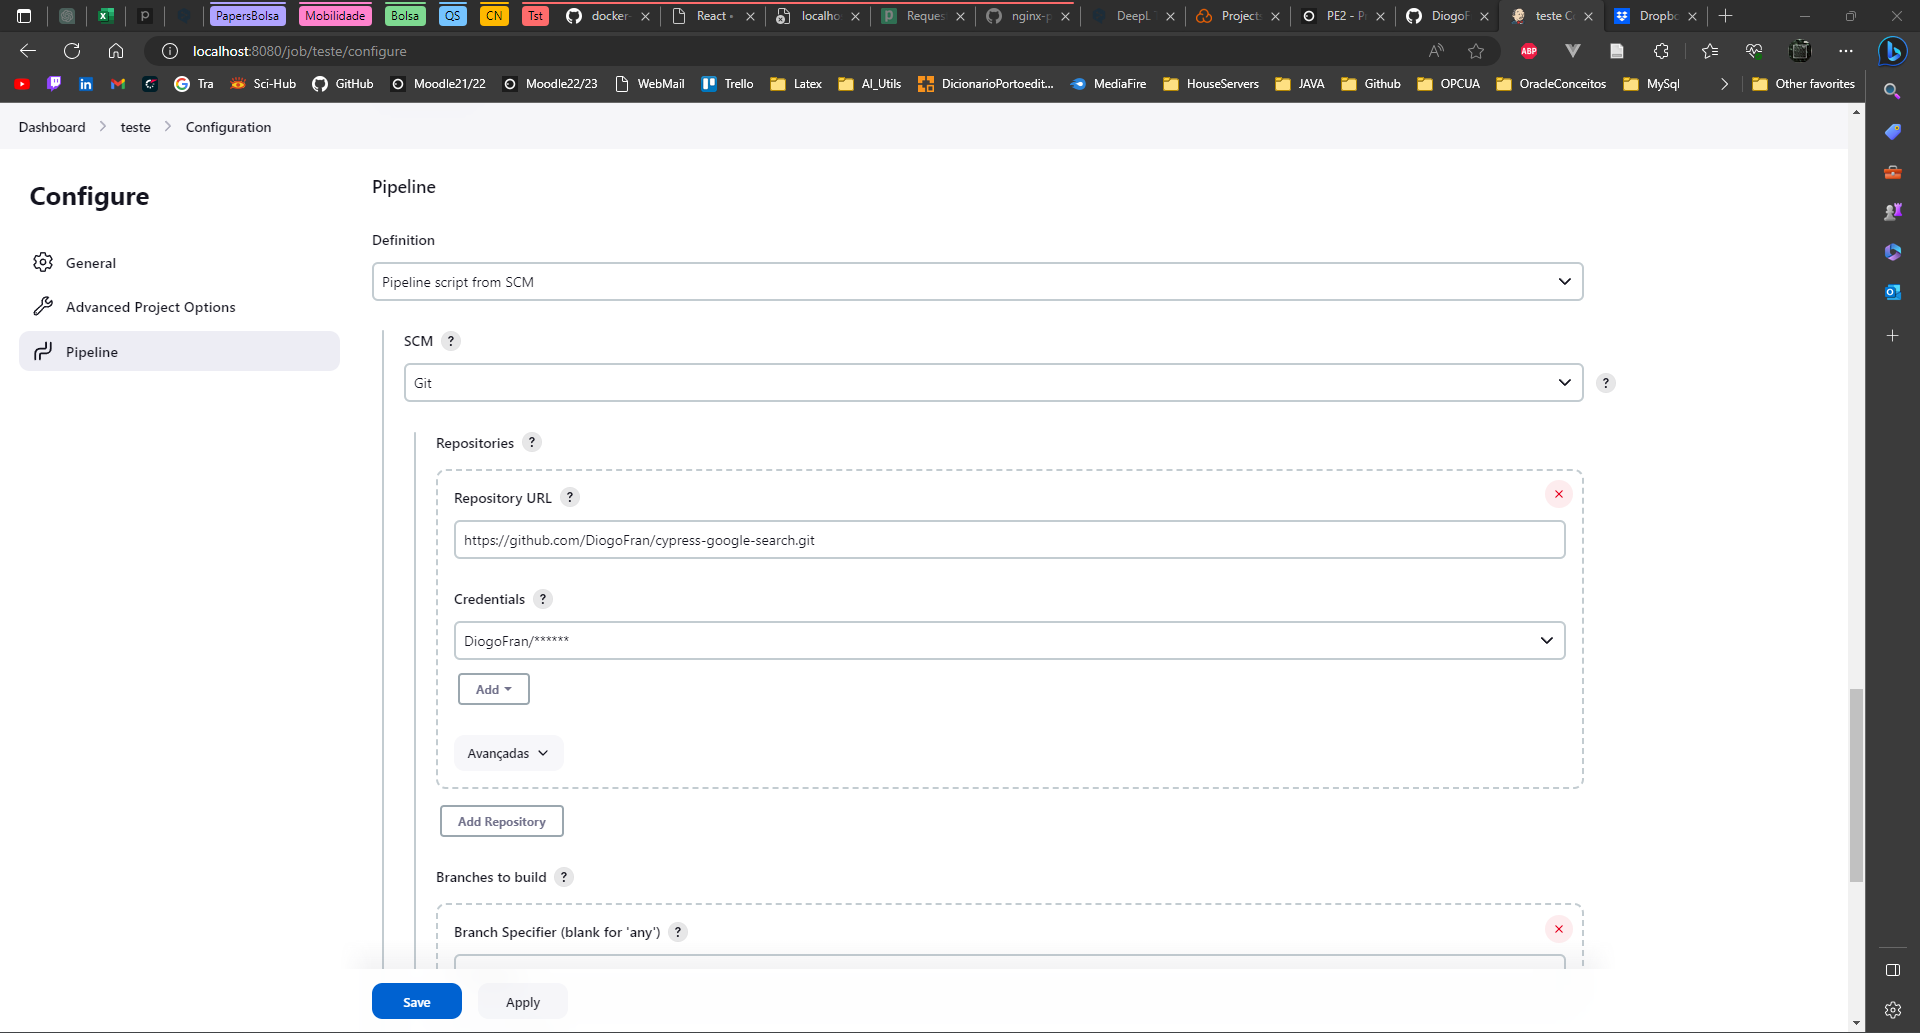 PapersBolsa Mobilidade Bolsa QS CN Tst docker- React localho Reques nginx-p DeepL T Projects PE2 - P DiogoF teste C Dropbo
localhost:8080/job/teste/configure
ABP
Tra Sci-Hub GitHub Moodle21/22 Moodle22/23 WebMail Trello Latex AI_Utils DicionarioPortoedit... MediaFire HouseServers JAVA Github OPCUA OracleConceitos MySql Other favorites
Dashboard teste Configuration
Configure
General
Advanced Project Options
Pipeline
Pipeline
Definition
Pipeline script from SCM
SCM ?
Git
?
Repositories ?
Repository URL ?
https://github.com/DiogoFran/cypress-google-search.git
Credentials ?
DiogoFran/******
Add
Avançadas
Add Repository
Branches to build ?
Branch Specifier (blank for 'any') ?
Save Apply